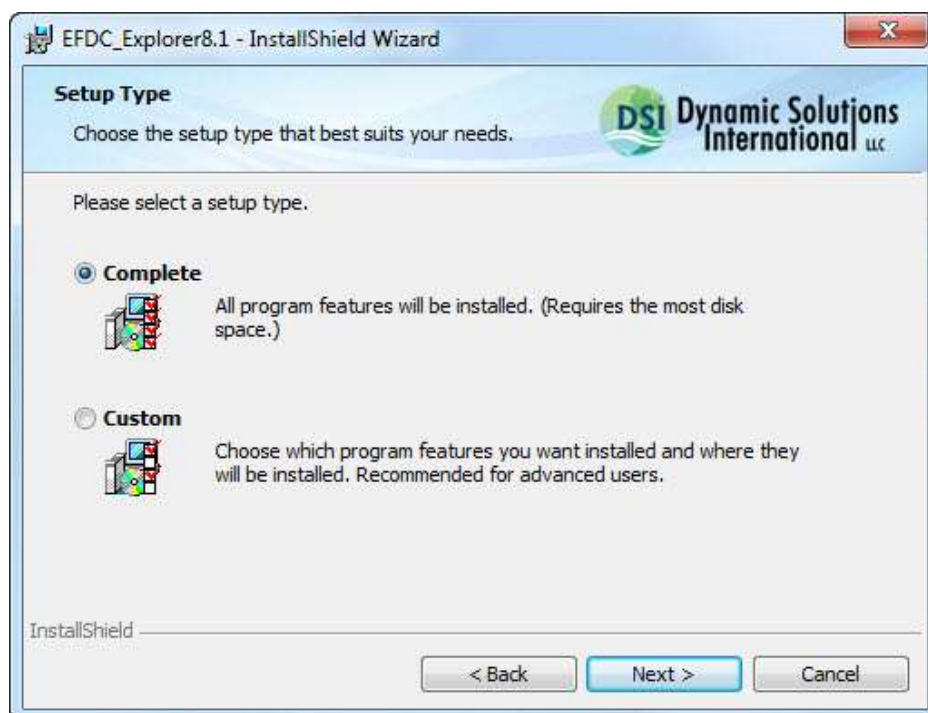 EFDC_Explorer8.1 - InstallShield Wizard
Setup Type
Choose the setup type that best suits your needs.
DSI Dynamic Solutions
International LLC
Please select a setup type.
Complete
All program features will be installed. (Requires the most disk
space.)
Custom
Choose which program features you want installed and where they
will be installed. Recommended for advanced users.
InstallShield
< Back
Next >
Cancel